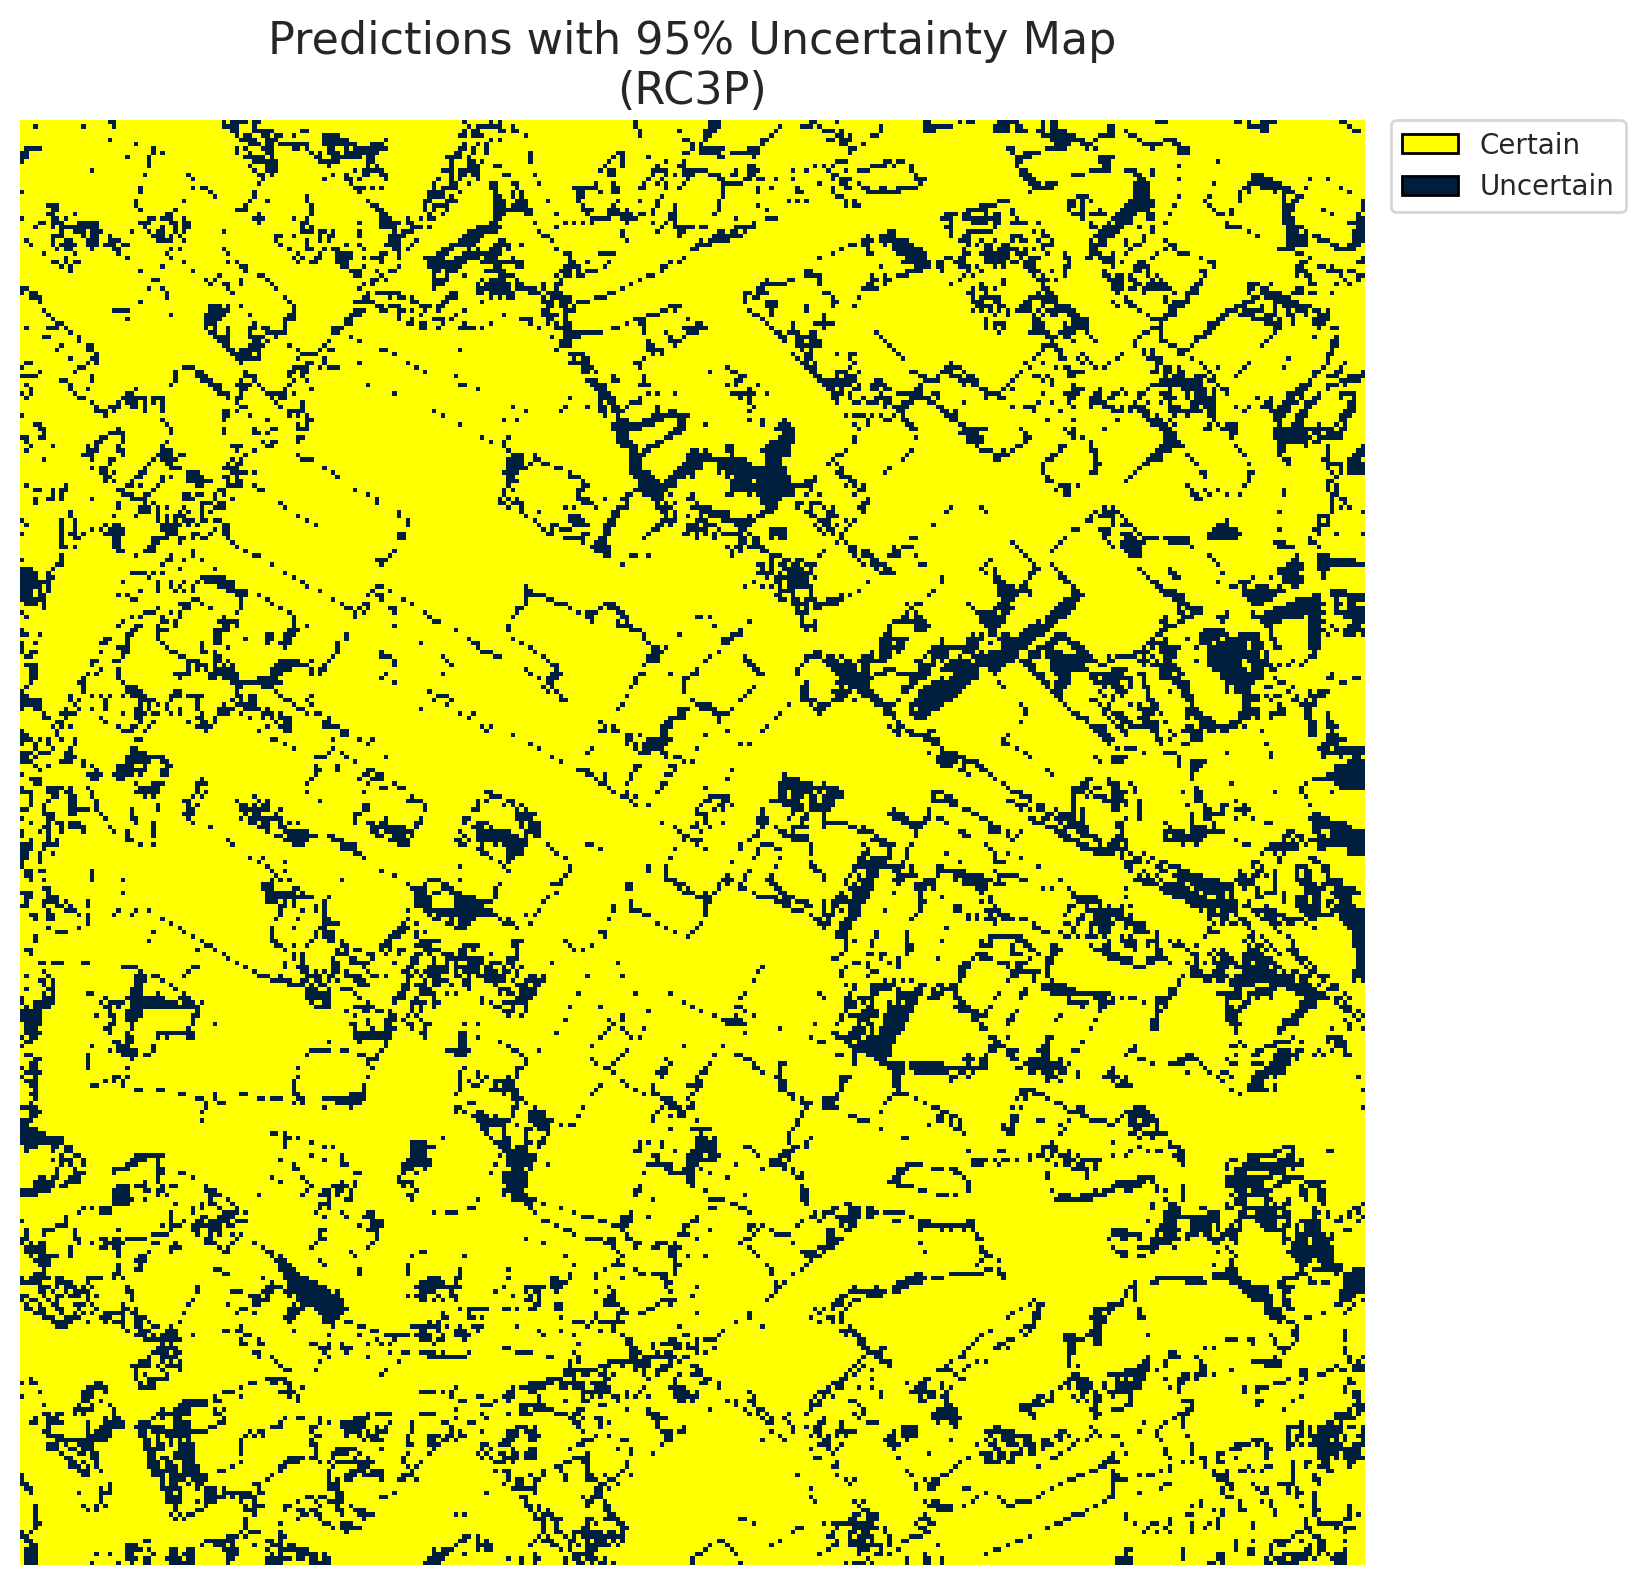 Predictions with 95% Uncertainty Map
(RC3P)
Certain
Uncertain